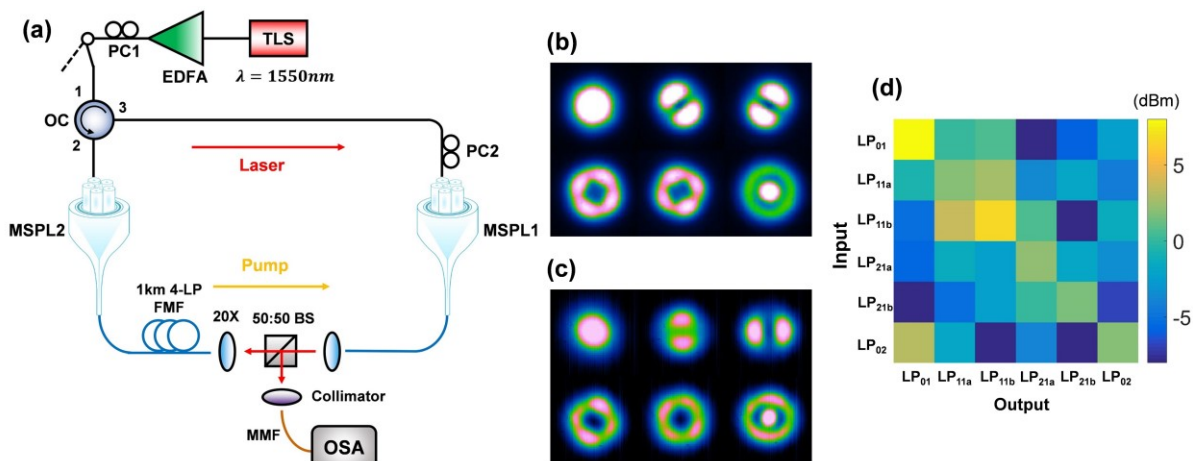 (a)
PC1
EDFA
TLS
λ = 1550nm
1
3
OC
2
PC2
Laser
MSPL2
MSPL1
Pump
1km 4-LP
FMF
20X
50:50 BS
Collimator
MMF
OSA
(b)
(c)
(d)
(dBm)
LP01
LP11a
LP11b
LP21a
LP21b
LP02
Input
5
0
-5
LP01 LP11a LP11b LP21a LP21b LP02
Output